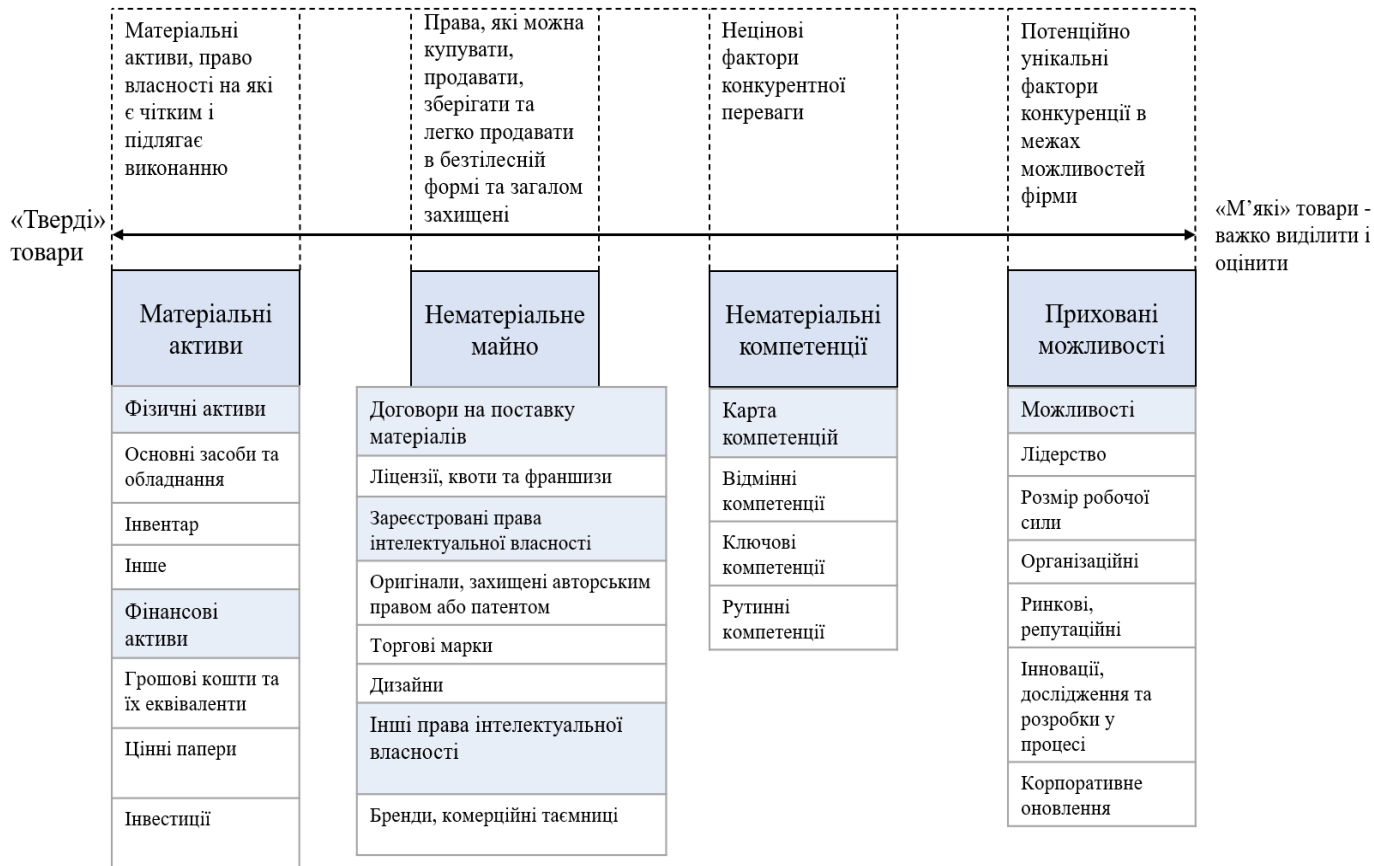 Матеріальні
активи, право
власності на які
є чітким і
підлягає
виконанню
Права, які можна
купувати,
продавати,
зберігати та
легко продавати
в безтілесній
формі та загалом
захищені
Нецінові
фактори
конкурентної
переваги
Потенційно
унікальні
фактори
конкуренції в
межах
можливостей
фірми
«Тверді»
товари
«М’які» товари -
важко виділити і
оцінити
Матеріальні
активи
Фізичні активи
Основні засоби та
обладнання
Інвентар
Інше
Фінансові
активи
Грошові кошти та
їх еквіваленти
Цінні папери
Інвестиції
Нематеріальне
майно
Договори на поставку
матеріалів
Ліцензії, квоти та франшизи
Зареєстровані права
інтелектуальної власності
Оригінали, захищені авторським
правом або патентом
Торгові марки
Дизайни
Інші права інтелектуальної
власності
Бренди, комерційні таємниці
Нематеріальні
компетенції
Карта
компетенцій
Відмінні
компетенції
Ключові
компетенції
Рутинні
компетенції
Приховані
можливості
Можливості
Лідерство
Розмір робочої
сили
Організаційні
Ринкові,
репутаційні
Інновації,
дослідження та
розробки у
процесі
Корпоративне
оновлення